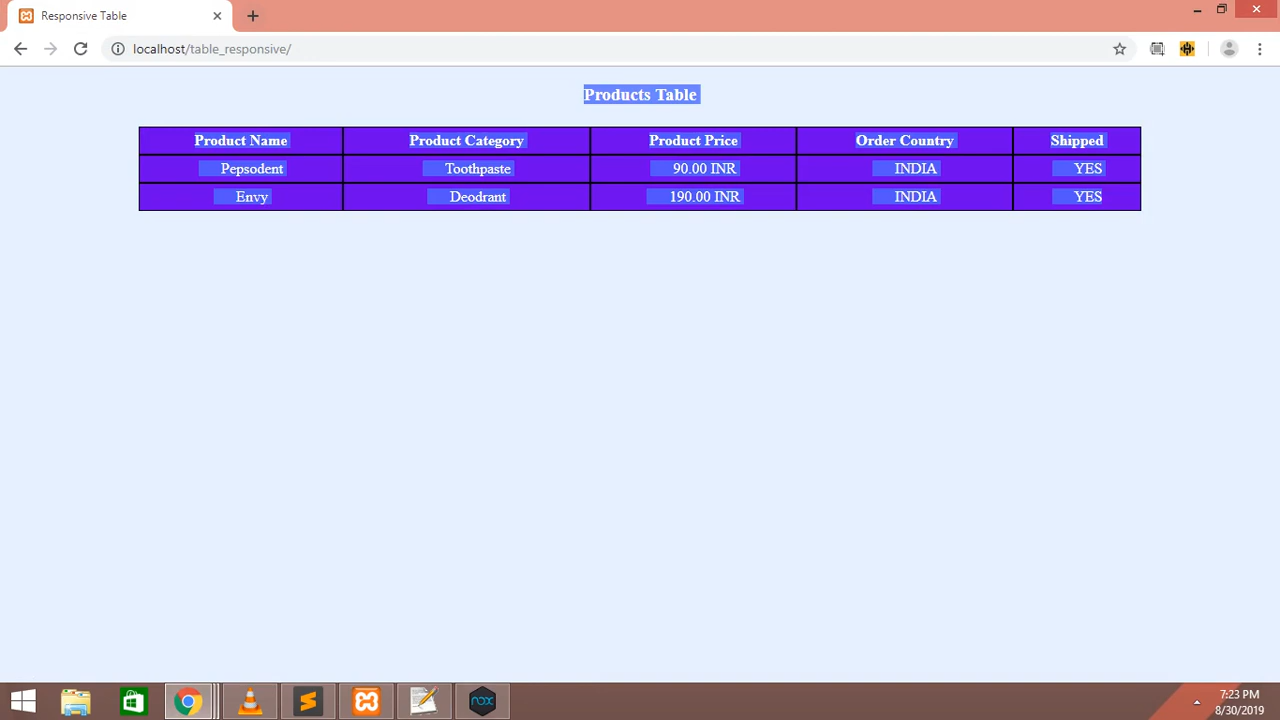 Responsive Table
localhost/table_responsive/
Products Table
Product Name Product Category Product Price Order Country Shipped
Pepsodent Toothpaste 90.00 INR INDIA YES
Envy Deodrant 190.00 INR INDIA YES
nox
7:23 PM
8/30/2019